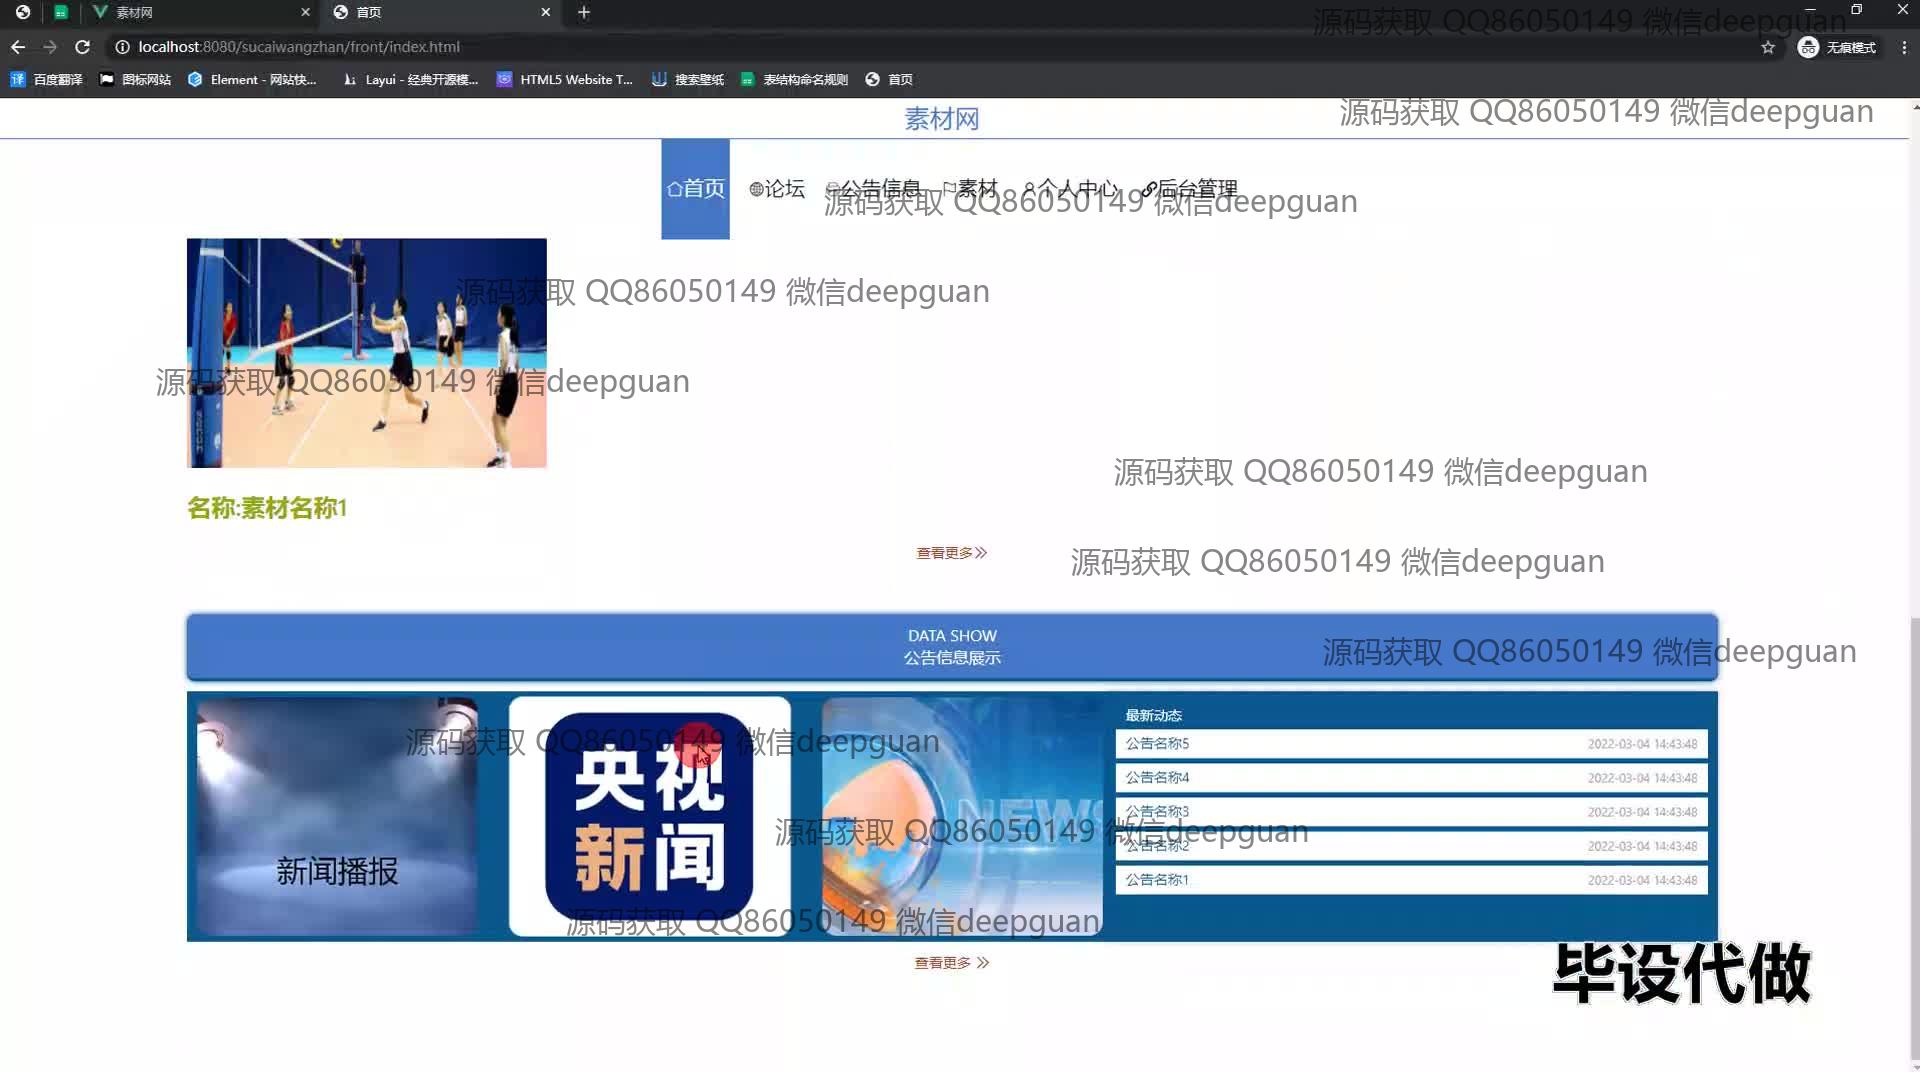 素材网
首页
localhost:8080/sucaiwangzhan/front/index.html
无痕模式
百度翻译
图标网站
Element - 网站快...
Layui - 经典开源模...
HTML5 Website T...
搜索壁纸
表结构命名规则
首页
源码获取 QQ86050149 微信deepguan
素材网
源码获取 QQ86050149 微信deepguan
首页
论坛
公告信息
素材
个人中心
后台管理
源码获取 QQ86050149 微信deepguan
源码获取 QQ86050149 微信deepguan
源码获取 QQ86050149 微信deepguan
源码获取 QQ86050149 微信deepguan
名称:素材名称1
查看更多
源码获取 QQ86050149 微信deepguan
DATA SHOW
公告信息展示
源码获取 QQ86050149 微信deepguan
新闻播报
央视
新闻
NEWS
源码获取 QQ86050149 微信deepguan
最新动态
公告名称5 2022-03-04 14:43:48
公告名称4 2022-03-04 14:43:48
公告名称3 2022-03-04 14:43:48
源码获取 QQ86050149 微信deepguan
公告名称2 2022-03-04 14:43:48
公告名称1 2022-03-04 14:43:48
源码获取 QQ86050149 微信deepguan
查看更多
毕设代做